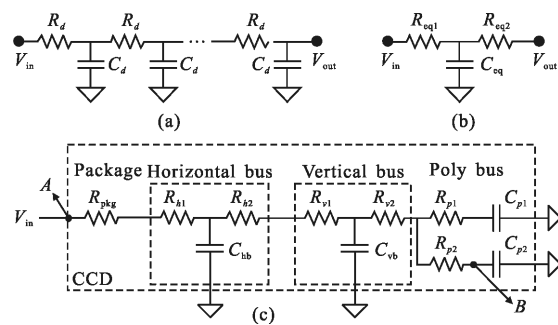 R_d R_d ... R_d
V_in C_d C_d C_d V_out
(a)
R_eq1 R_eq2
V_in C_eq V_out
(b)
A Package Horizontal bus Vertical bus Poly bus
V_in R_pkg R_h1 R_h2 R_v1 R_v2 R_p1 C_p1
C_hb C_vb R_p2 C_p2
CCD B
(c)